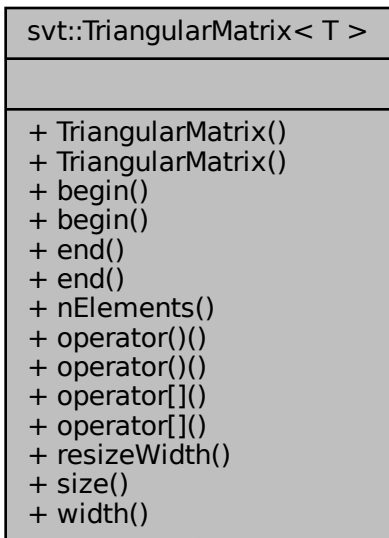 svt::TriangularMatrix< T >
+ TriangularMatrix()
+ TriangularMatrix()
+ begin()
+ begin()
+ end()
+ end()
+ nElements()
+ operator()()
+ operator()()
+ operator[]()
+ operator[]()
+ resizeWidth()
+ size()
+ width()